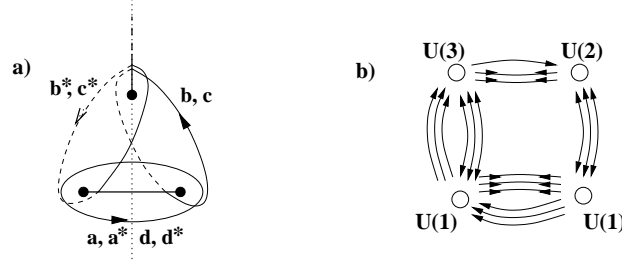 a)
b*, c*
b, c
a, a*
d, d*
b)
U(3)
U(2)
U(1)
U(1)